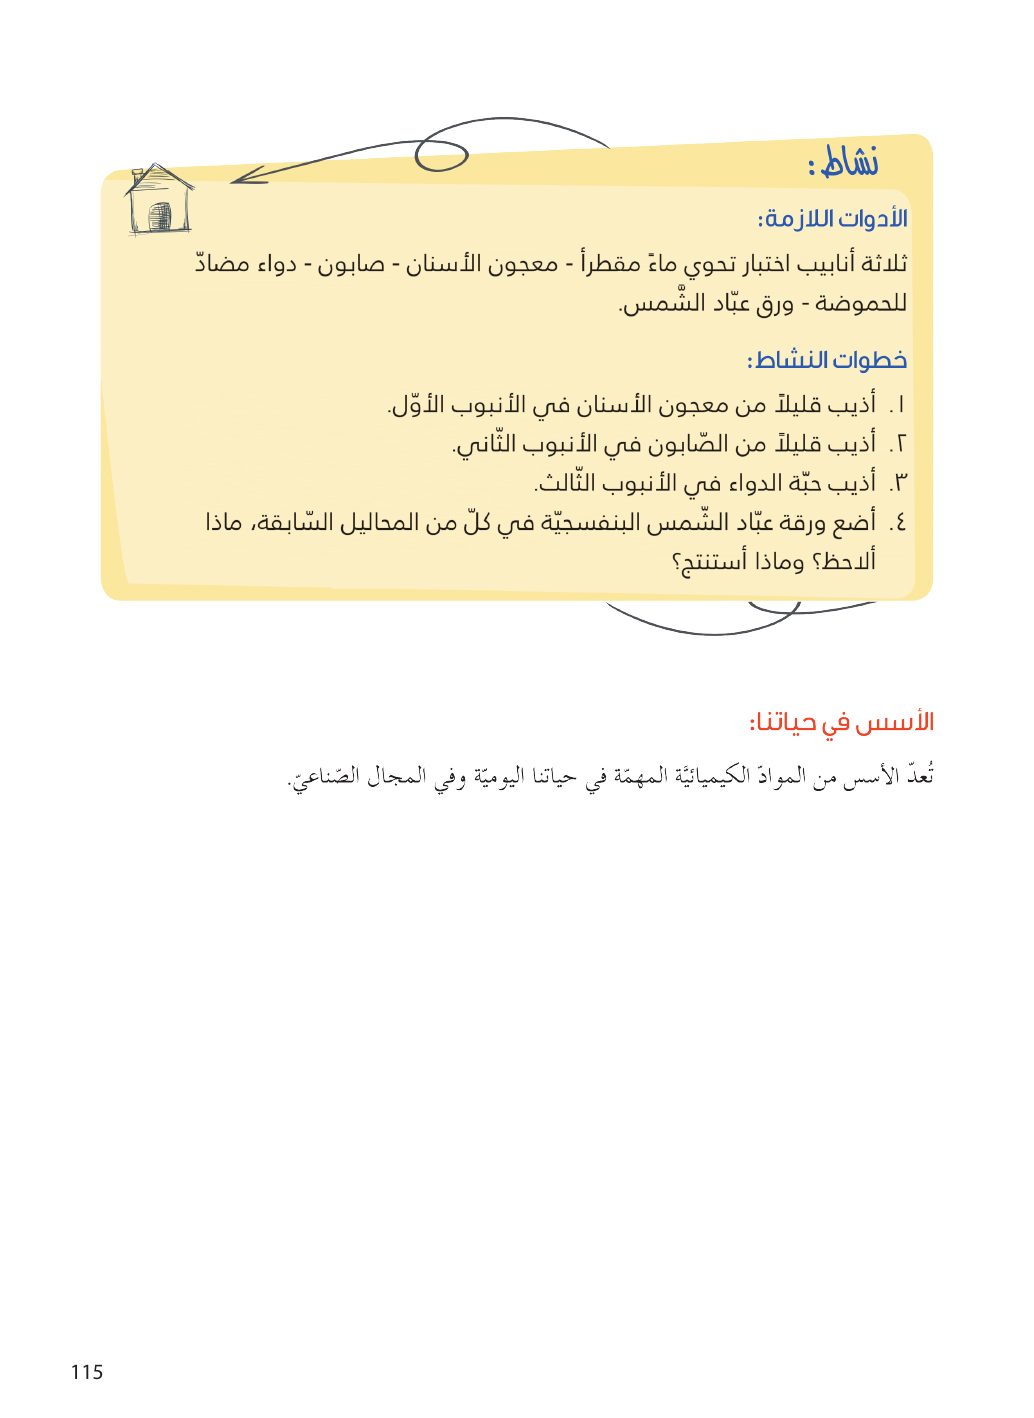 نشاط:
الأدوات اللازمة:
ثلاثة أنابيب اختبار تحوي ماءً مقطرأ - معجون الأسنان - صابون - دواء مضادّ
للحموضة - ورق عبّاد الشَّمس.
خطوات النشاط:
١. أذيب قليلاً من معجون الأسنان في الأنبوب الأوّل.
٢. أذيب قليلاً من الصّابون في الأنبوب الثّاني.
٣. أذيب حبّة الدواء في الأنبوب الثّالث.
٤. أضع ورقة عبّاد الشّمس البنفسجيّة في كلّ من المحاليل السّابقة، ماذا
ألاحظ؟ وماذا أستنتج؟
الأسس في حياتنا:
تُعدّ الأسس من الموادّ الكيميائيَّة المهمّة في حياتنا اليوميّة وفي المجال الصّناعيّ.
115